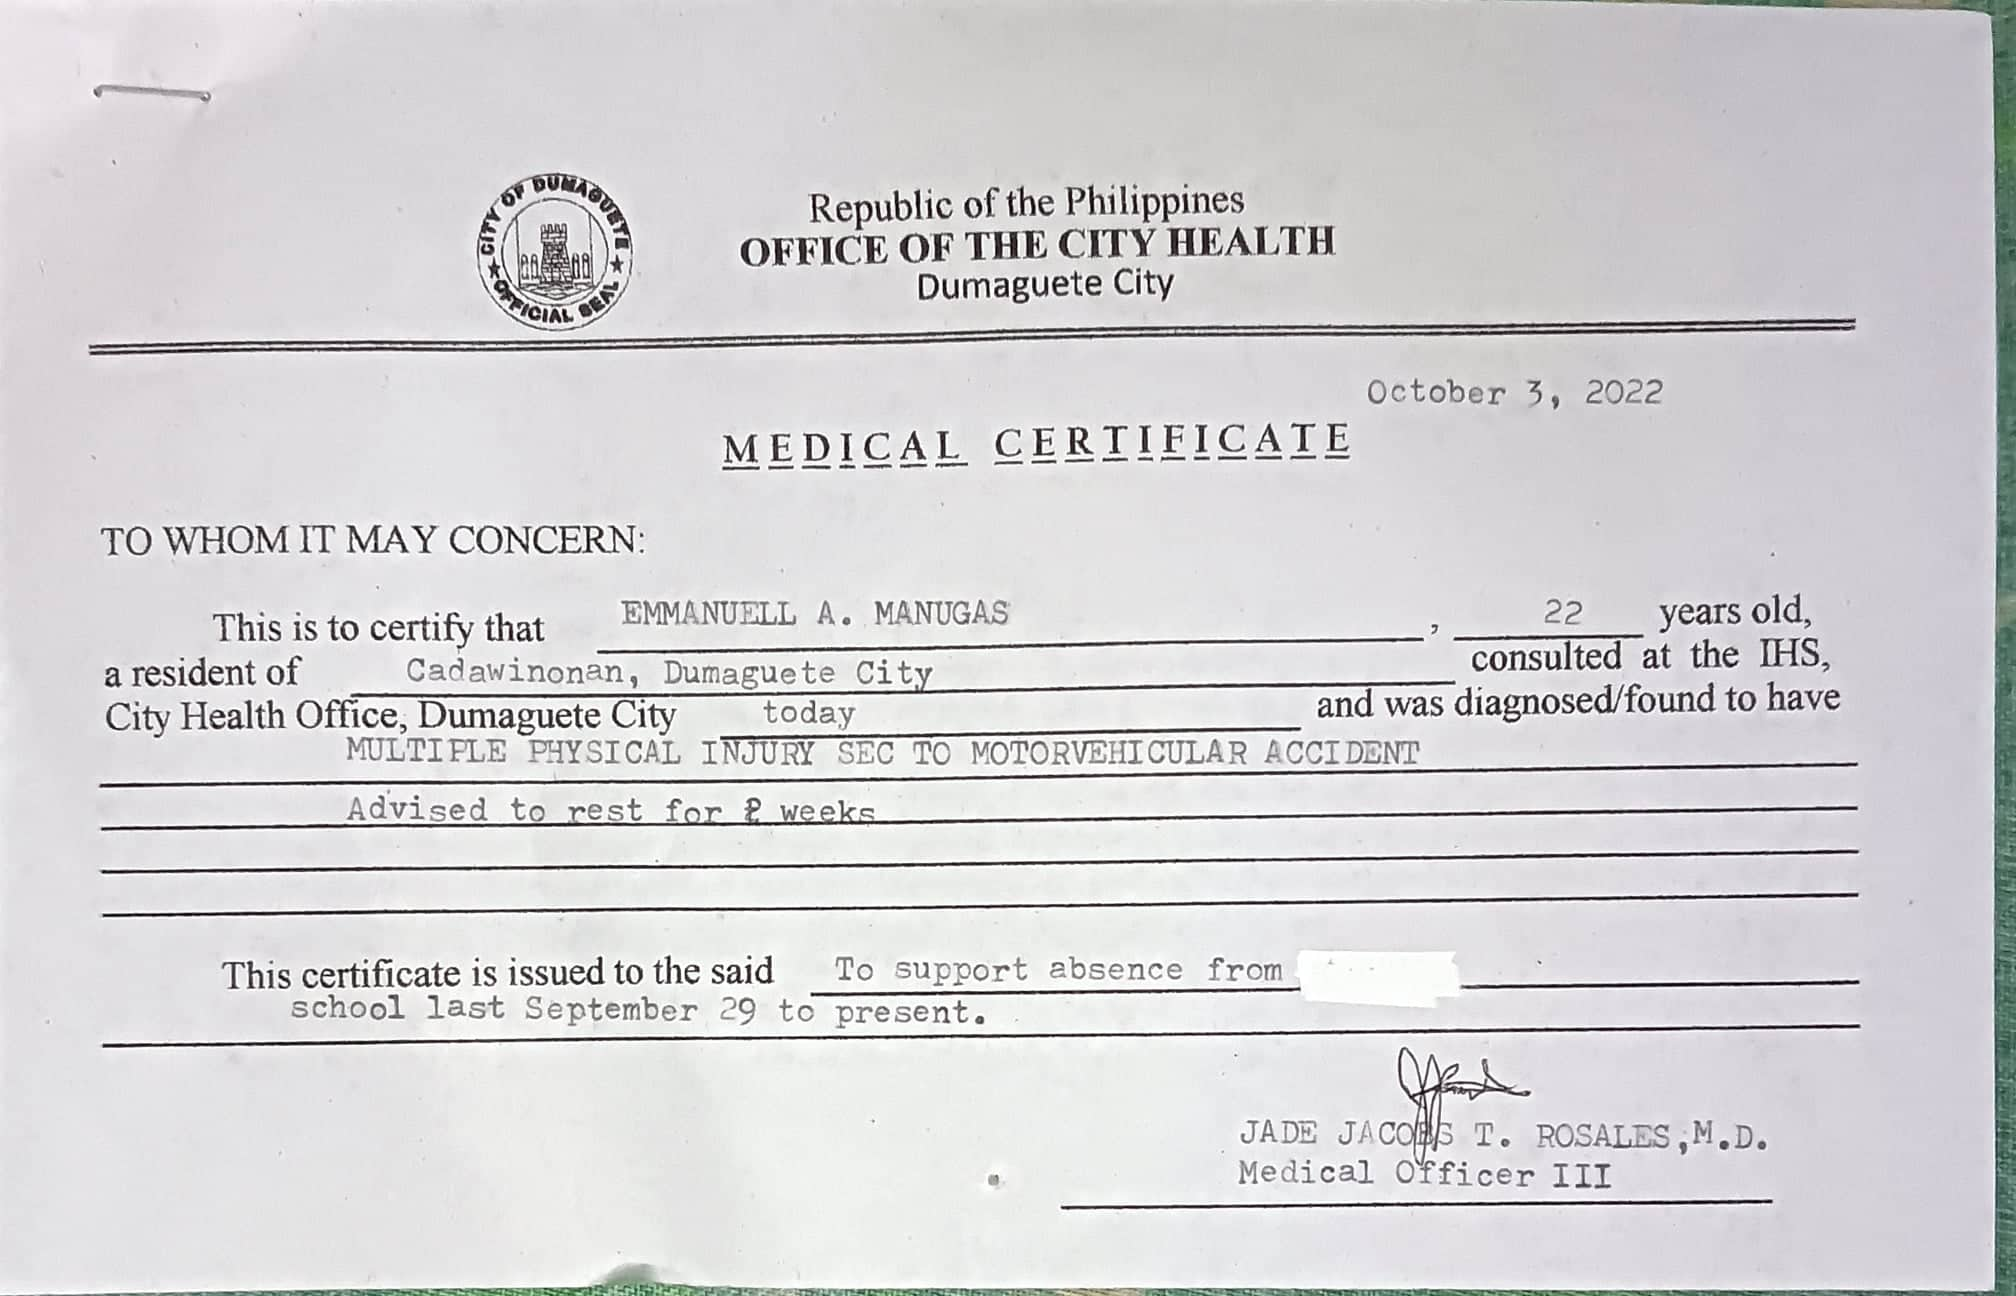 CITY OF DUMAGUETE
OFFICIAL SEAL
Republic of the Philippines
OFFICE OF THE CITY HEALTH
Dumaguete City
October 3, 2022
MEDICAL CERTIFICATE
TO WHOM IT MAY CONCERN:
This is to certify that EMMANUELL A. MANUGAS, 22 years old,
a resident of Cadawinonan, Dumaguete City consulted at the IHS,
City Health Office, Dumaguete City today and was diagnosed/found to have
MULTIPLE PHYSICAL INJURY SEC TO MOTORVEHICULAR ACCIDENT
Advised to rest for 2 weeks
This certificate is issued to the said To support absence from
school last September 29 to present.
JADE JACOBS T. ROSALES,M.D.
Medical Officer III